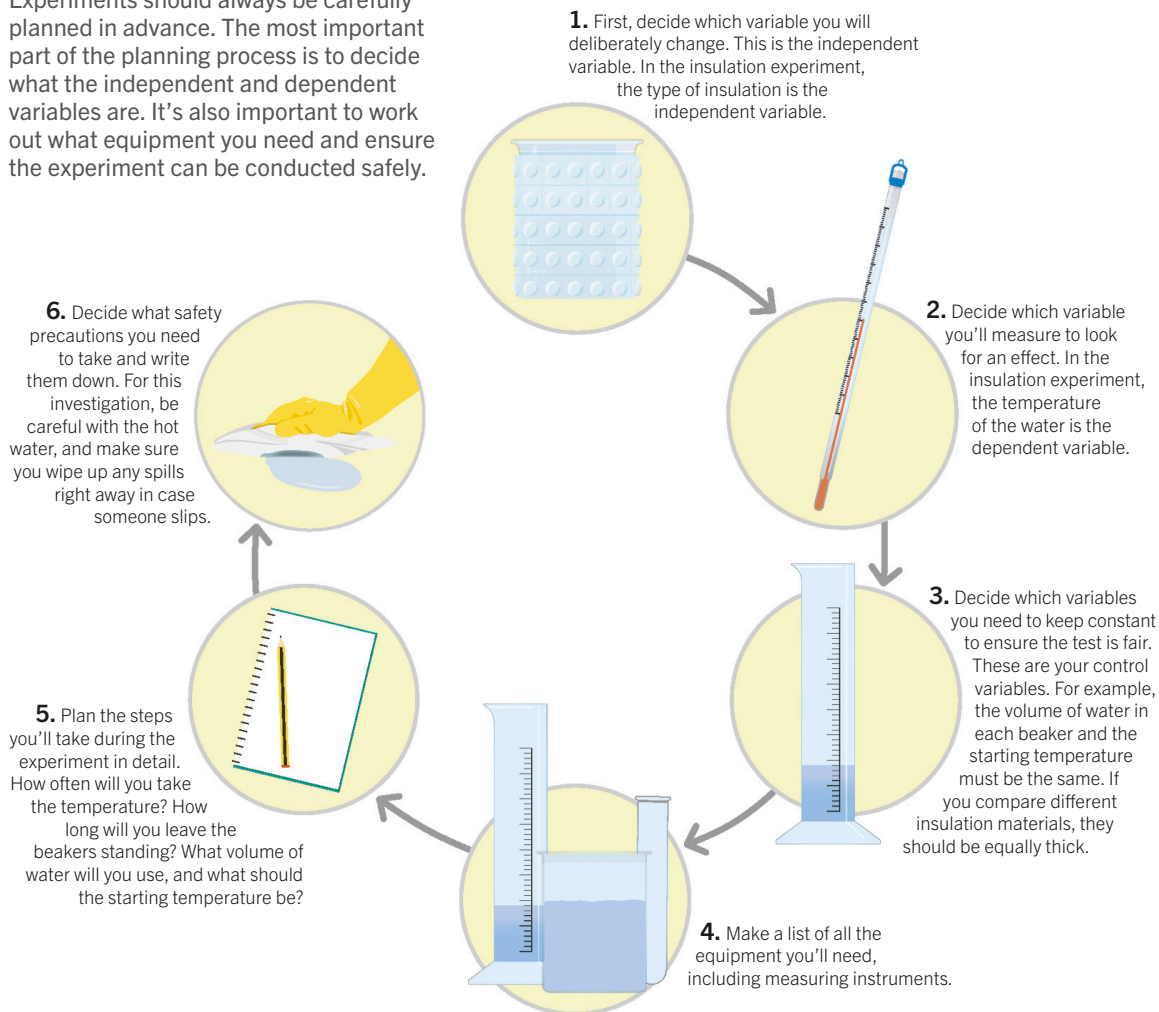 Experiments should always be carefully
planned in advance. The most important
part of the planning process is to decide
what the independent and dependent
variables are. It's also important to work
out what equipment you need and ensure
the experiment can be conducted safely.
1. First, decide which variable you will
deliberately change. This is the independent
variable. In the insulation experiment,
the type of insulation is the
independent variable.
2. Decide which variable
you'll measure to look
for an effect. In the
insulation experiment,
the temperature
of the water is the
dependent variable.
3. Decide which variables
you need to keep constant
to ensure the test is fair.
These are your control
variables. For example,
the volume of water in
each beaker and the
starting temperature
must be the same. If
you compare different
insulation materials, they
should be equally thick.
4. Make a list of all the
equipment you'll need,
including measuring instruments.
5. Plan the steps
you'll take during the
experiment in detail.
How often will you take
the temperature? How
long will you leave the
beakers standing? What volume of
water will you use, and what should
the starting temperature be?
6. Decide what safety
precautions you need
to take and write
them down. For this
investigation, be
careful with the hot
water, and make sure
you wipe up any spills
right away in case
someone slips.